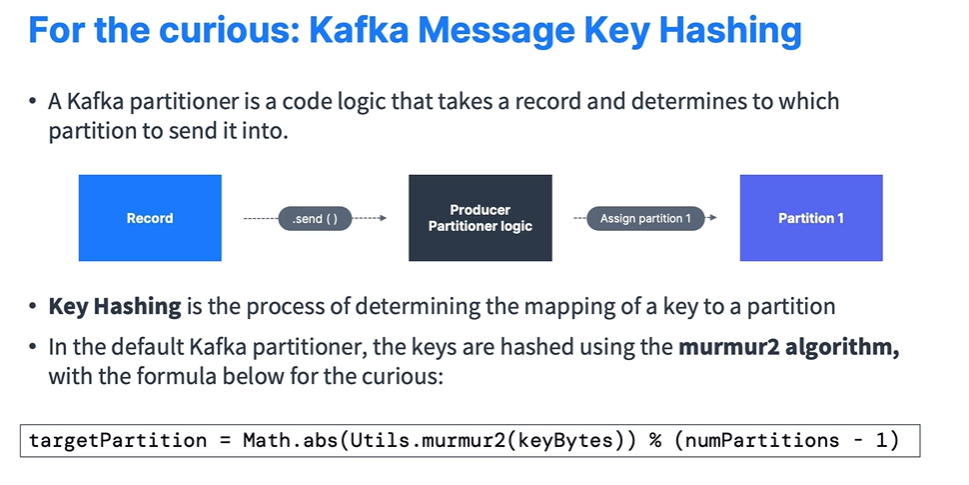 For the curious: Kafka Message Key Hashing
• A Kafka partitioner is a code logic that takes a record and determines to which
partition to send it into.
Record
.send ( )
Producer
Partitioner logic
Assign partition 1
Partition 1
• Key Hashing is the process of determining the mapping of a key to a partition
• In the default Kafka partitioner, the keys are hashed using the murmur2 algorithm,
with the formula below for the curious:
targetPartition = Math.abs(Utils.murmur2(keyBytes)) % (numPartitions - 1)